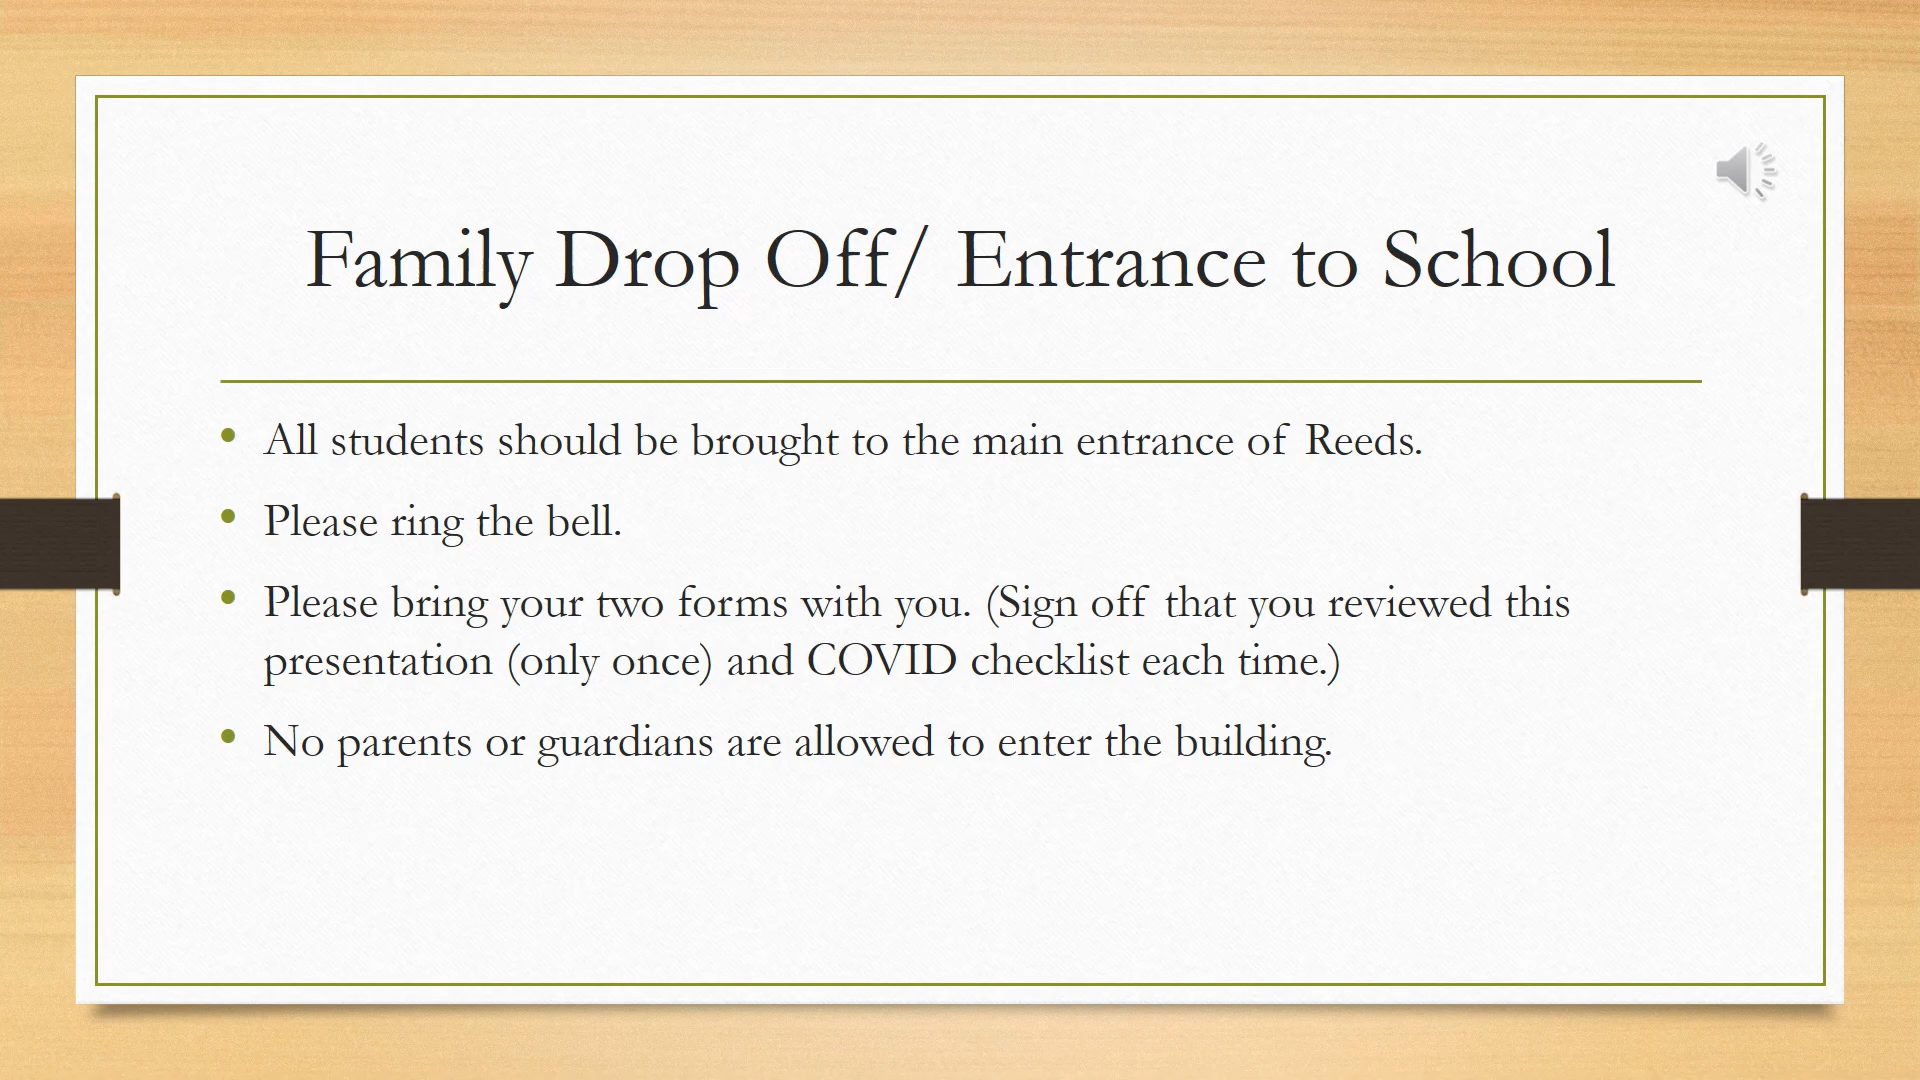 Family Drop Off/ Entrance to School
• All students should be brought to the main entrance of Reeds.
• Please ring the bell.
• Please bring your two forms with you. (Sign off that you reviewed this
presentation (only once) and COVID checklist each time.)
• No parents or guardians are allowed to enter the building.